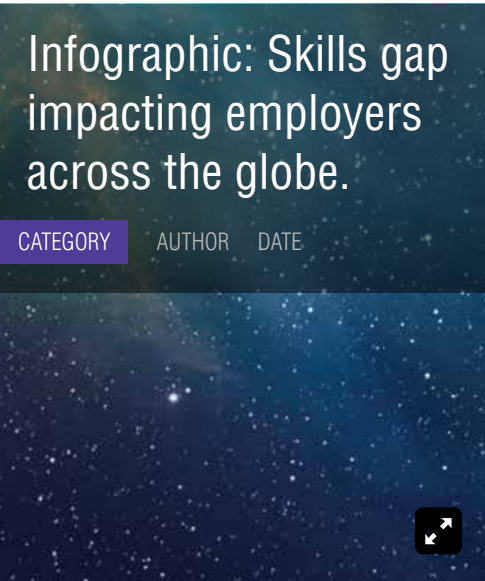 Infographic: Skills gap
impacting employers
across the globe.
CATEGORY AUTHOR DATE